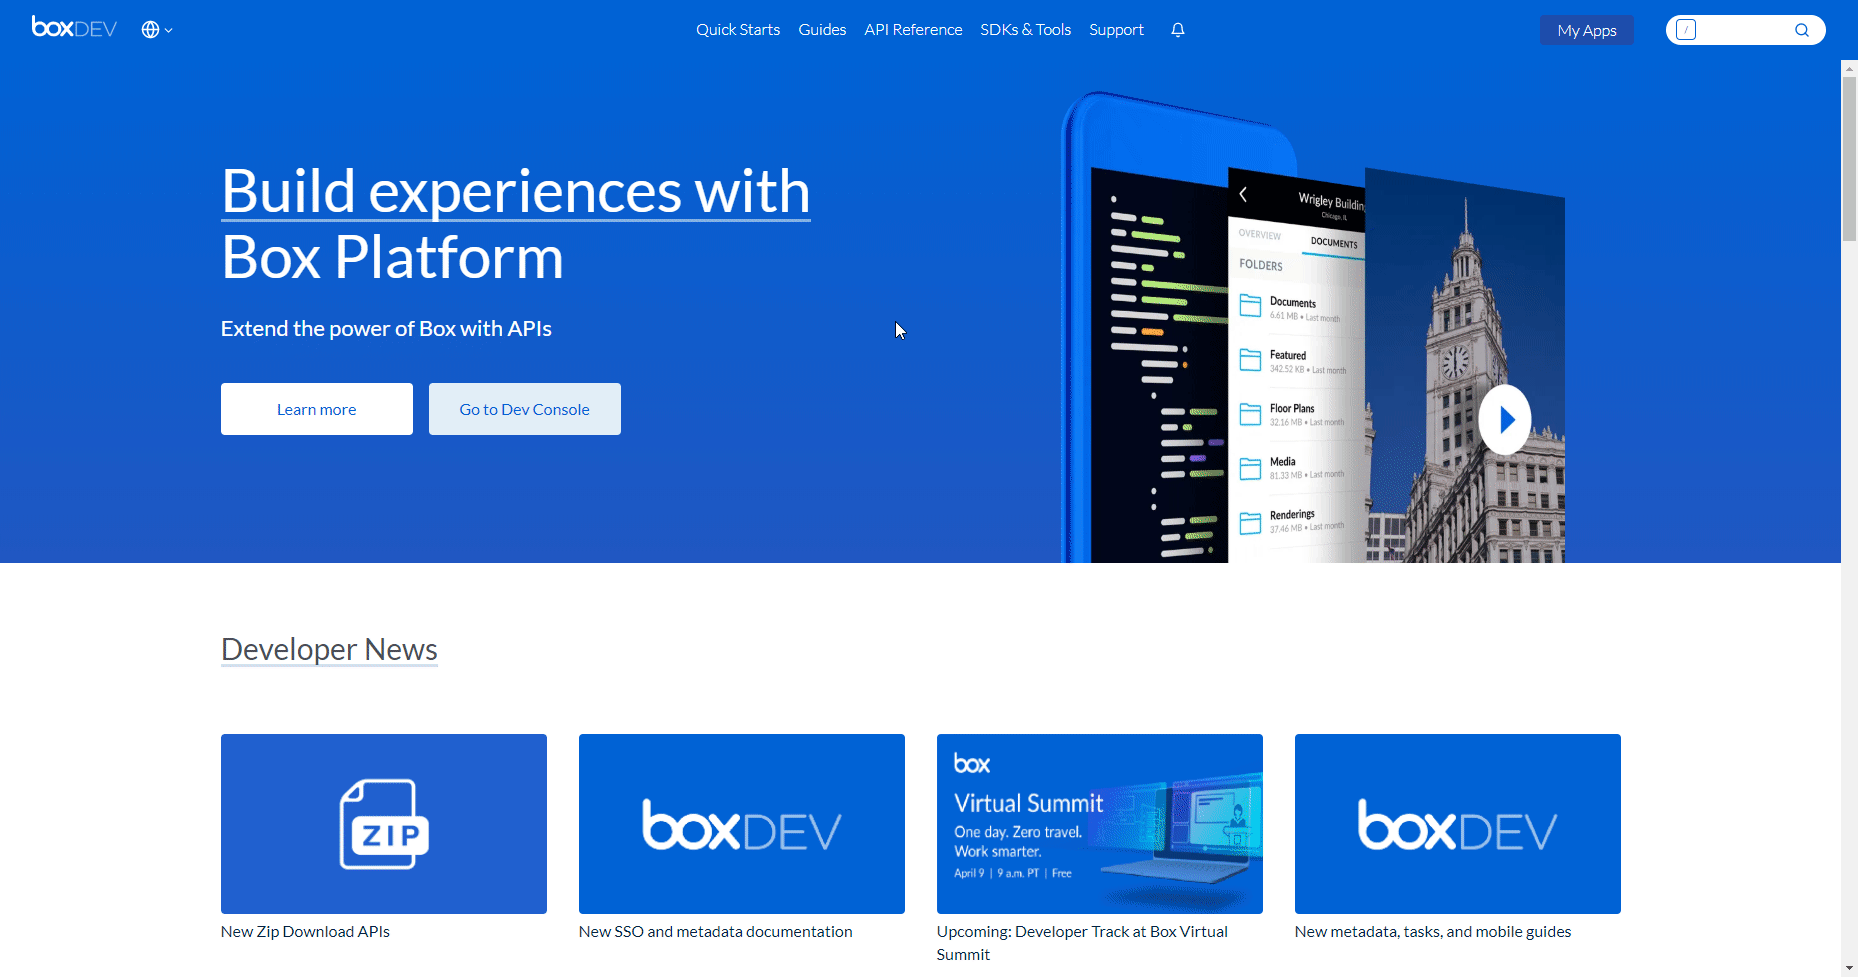 boxDEV
Quick Starts
Guides
API Reference
SDKs & Tools
Support
My Apps
/
Build experiences with
Box Platform
Extend the power of Box with APIs
Learn more
Go to Dev Console
Wrigley Building
Chicago, IL
OVERVIEW
DOCUMENTS
FOLDERS
Documents
6.61 MB • Last month
Featured
342.52 KB • Last month
Floor Plans
32.16 MB • Last month
Media
81.33 MB • Last month
Renderings
37.46 MB • Last month
Developer News
ZIP
New Zip Download APIs
boxDEV
New SSO and metadata documentation
box
Virtual Summit
One day. Zero travel.
Work smarter.
April 9 | 9 a.m. PT | Free
Upcoming: Developer Track at Box Virtual
Summit
boxDEV
New metadata, tasks, and mobile guides